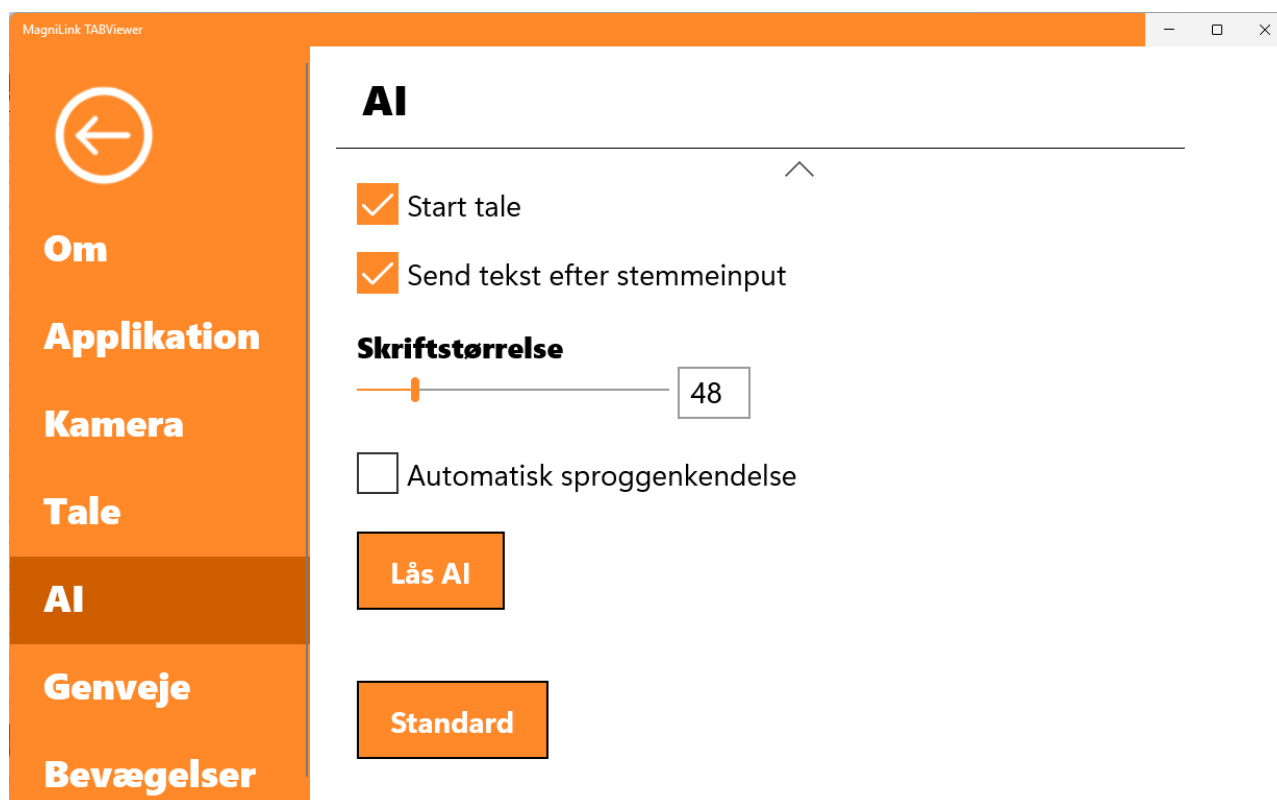 MagniLink TABViewer
Om
Applikation
Kamera
Tale
AI
Genveje
Bevægelser
AI
Start tale
Send tekst efter stemmeinput
Skriftstørrelse
48
Automatisk sproggenkendelse
Lås AI
Standard